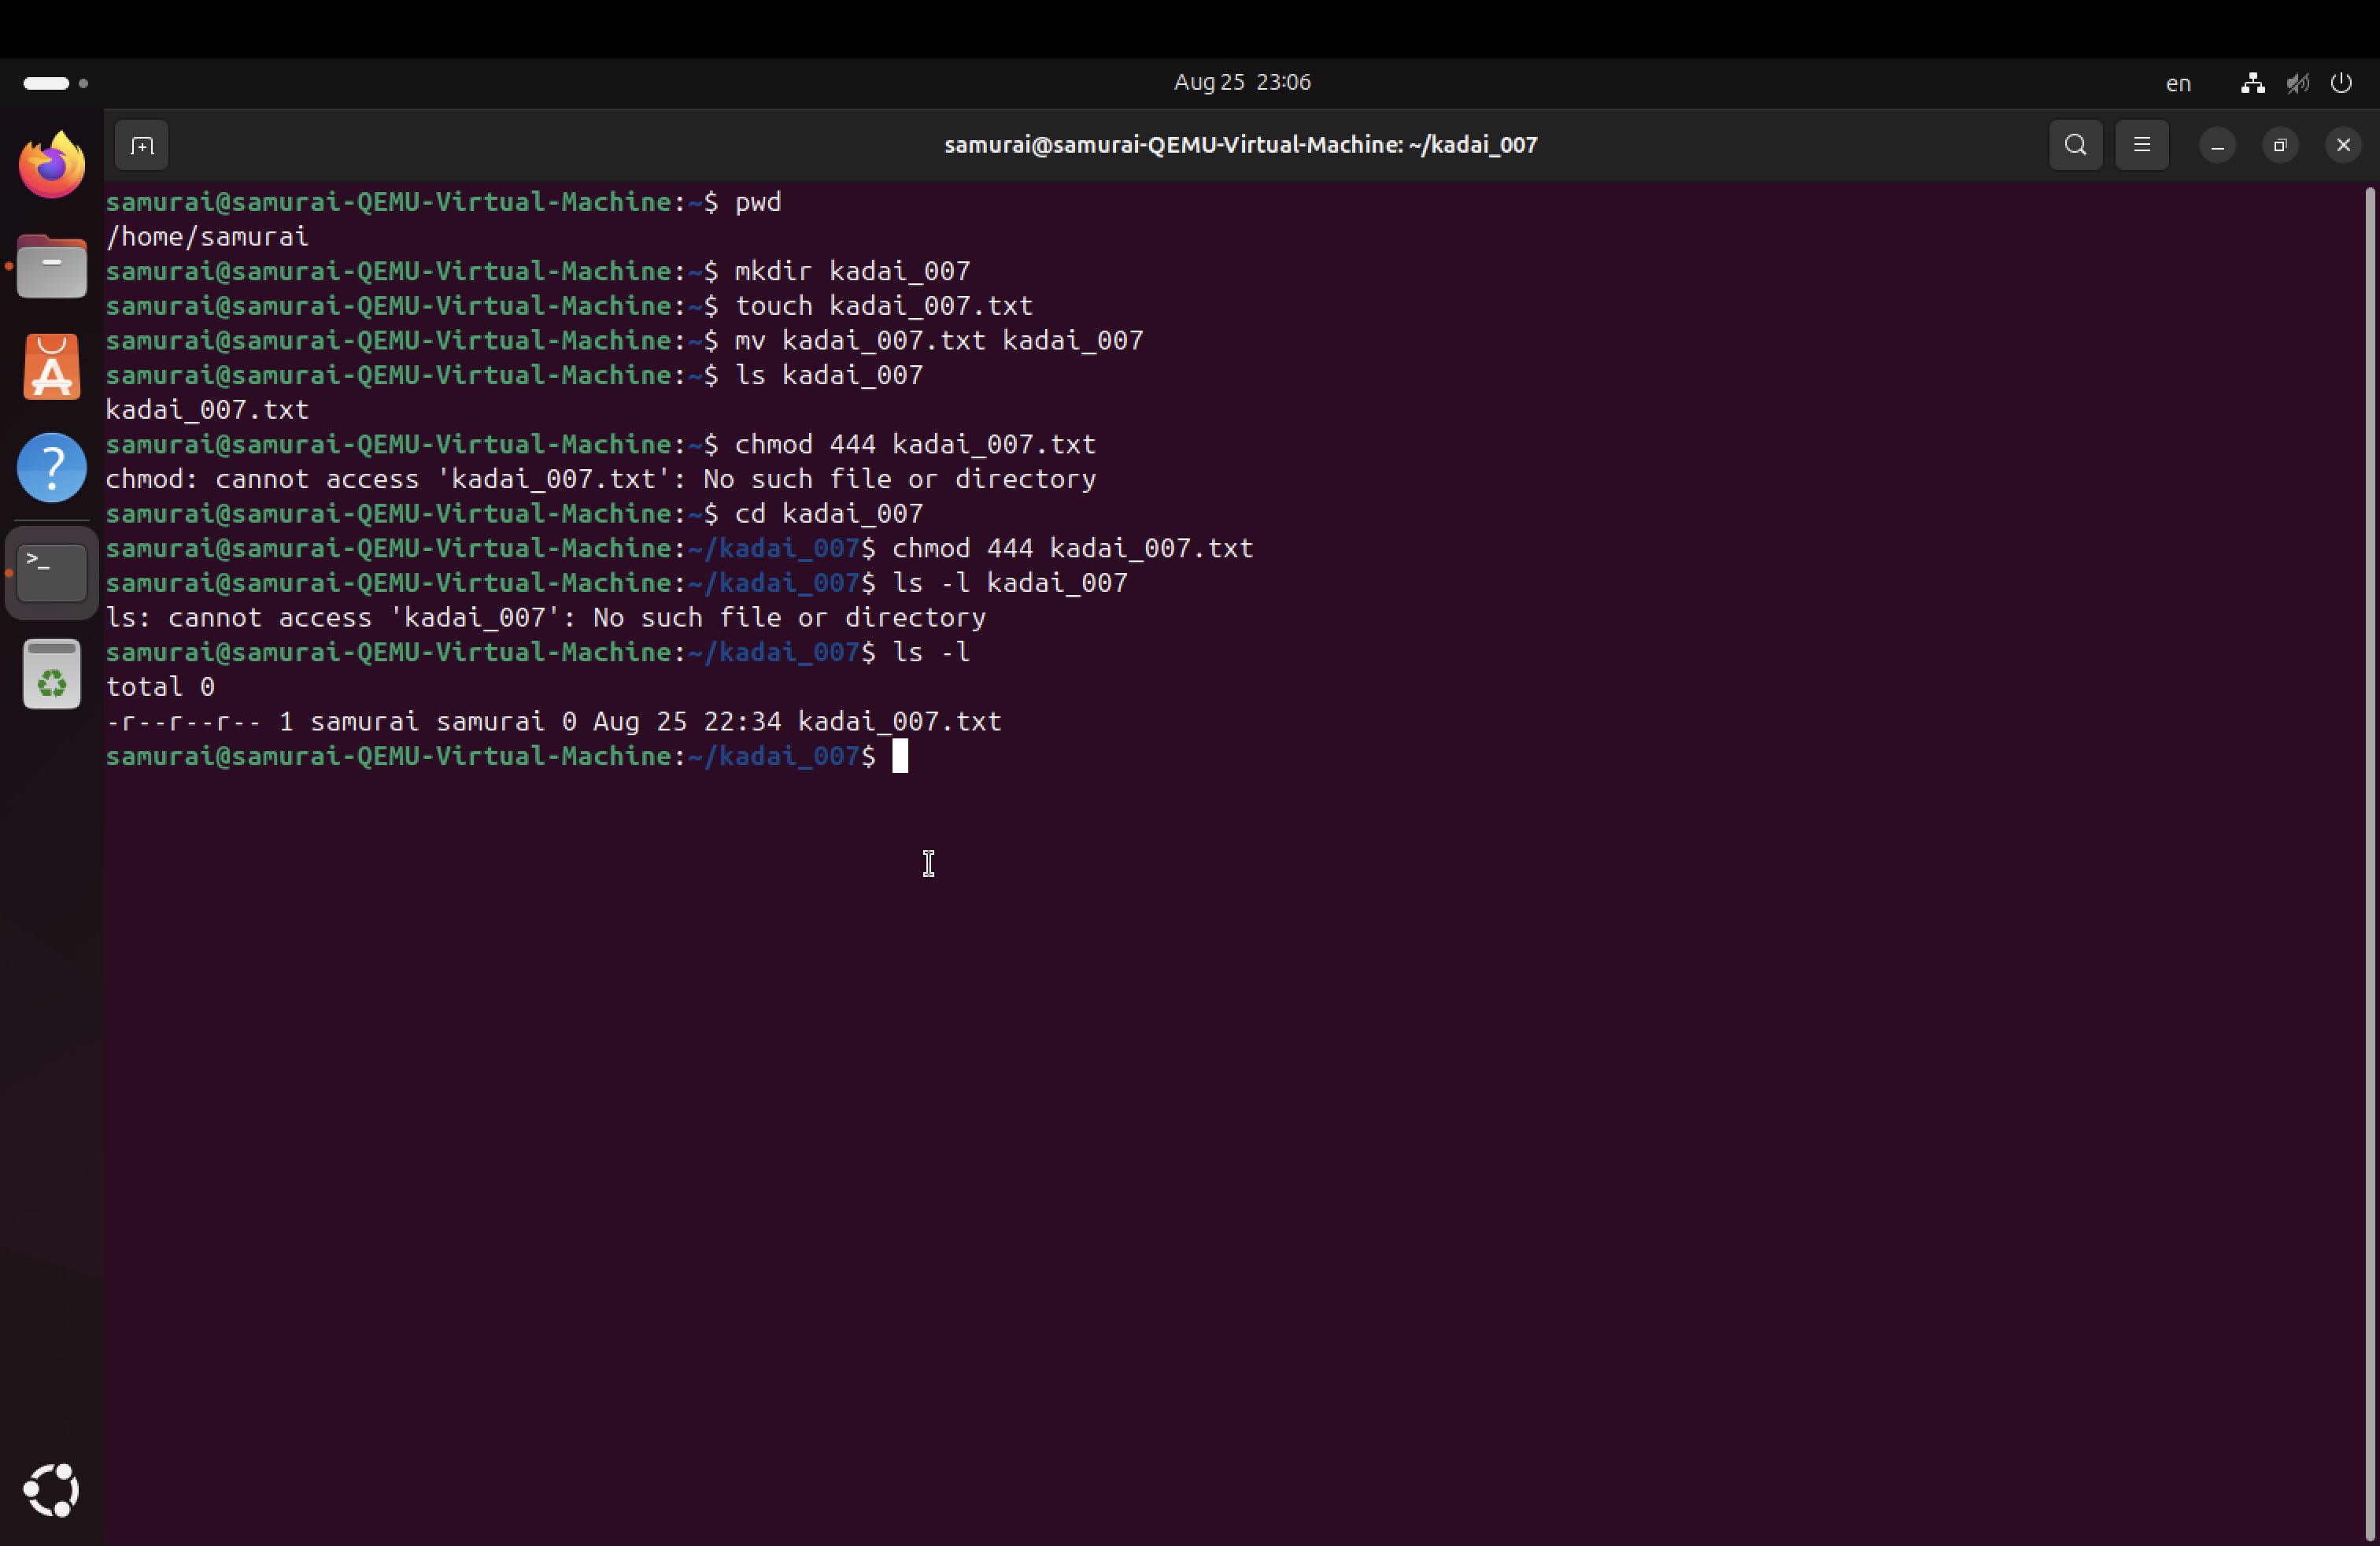 Aug 25 23:06
en
samurai@samurai-QEMU-Virtual-Machine: ~/kadai_007
samurai@samurai-QEMU-Virtual-Machine:~$ pwd
/home/samurai
samurai@samurai-QEMU-Virtual-Machine:~$ mkdir kadai_007
samurai@samurai-QEMU-Virtual-Machine:~$ touch kadai_007.txt
samurai@samurai-QEMU-Virtual-Machine:~$ mv kadai_007.txt kadai_007
samurai@samurai-QEMU-Virtual-Machine:~$ ls kadai_007
kadai_007.txt
samurai@samurai-QEMU-Virtual-Machine:~$ chmod 444 kadai_007.txt
chmod: cannot access 'kadai_007.txt': No such file or directory
samurai@samurai-QEMU-Virtual-Machine:~$ cd kadai_007
samurai@samurai-QEMU-Virtual-Machine:~/kadai_007$ chmod 444 kadai_007.txt
samurai@samurai-QEMU-Virtual-Machine:~/kadai_007$ ls -l kadai_007
ls: cannot access 'kadai_007': No such file or directory
samurai@samurai-QEMU-Virtual-Machine:~/kadai_007$ ls -l
total 0
-r--r--r-- 1 samurai samurai 0 Aug 25 22:34 kadai_007.txt
samurai@samurai-QEMU-Virtual-Machine:~/kadai_007$